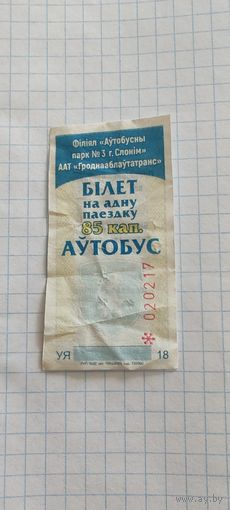 Філіял «Аўтобусны
парк № 3 г. Слонім»
ААТ «Гроднааблаўтатранс»
БІЛЕТ
на адну
паездку
85 кап.
АЎТОБУС
* 020217
УЯ 18
www.ay.by